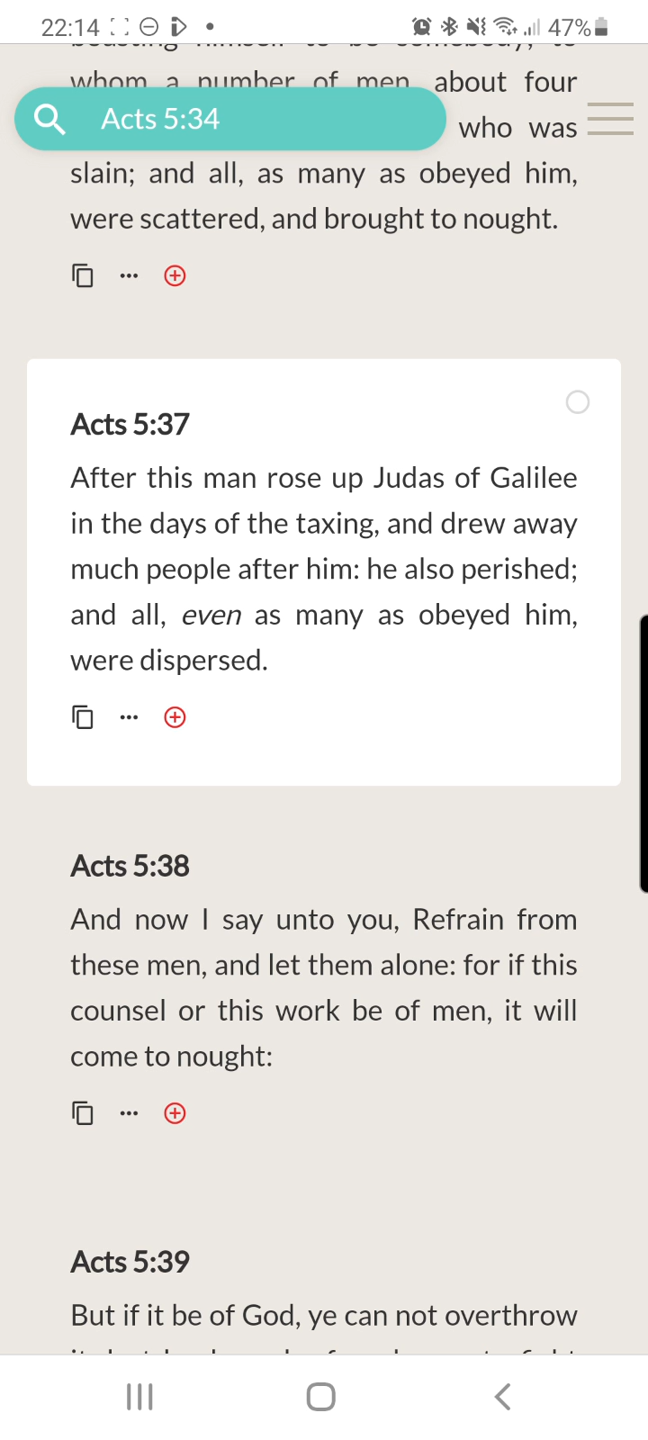 22:14 47%
whom a number of men, about four
Acts 5:34
who was
slain; and all, as many as obeyed him,
were scattered, and brought to nought.
Acts 5:37
After this man rose up Judas of Galilee
in the days of the taxing, and drew away
much people after him: he also perished;
and all, even as many as obeyed him,
were dispersed.
Acts 5:38
And now I say unto you, Refrain from
these men, and let them alone: for if this
counsel or this work be of men, it will
come to nought:
Acts 5:39
But if it be of God, ye can not overthrow